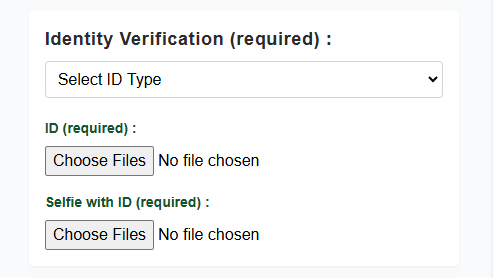 Identity Verification (required) :
Select ID Type
ID (required) :
Choose Files No file chosen
Selfie with ID (required) :
Choose Files No file chosen